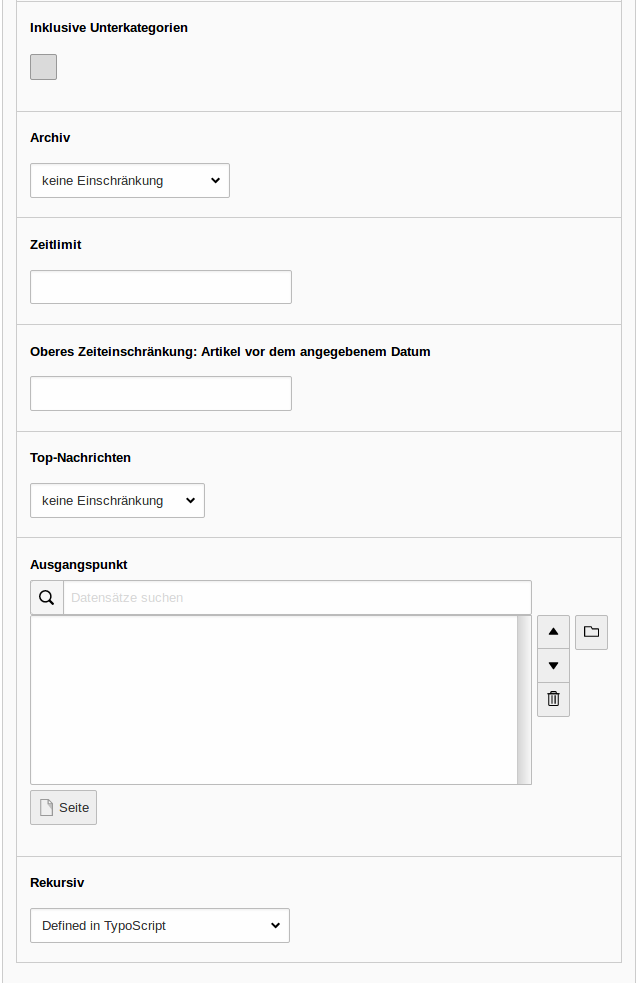 Inklusive Unterkategorien
Archiv
keine Einschränkung
Zeitlimit
Oberes Zeiteinschränkung: Artikel vor dem angegebenem Datum
Top-Nachrichten
keine Einschränkung
Ausgangspunkt
Datensätze suchen
Seite
Rekursiv
Defined in TypoScript